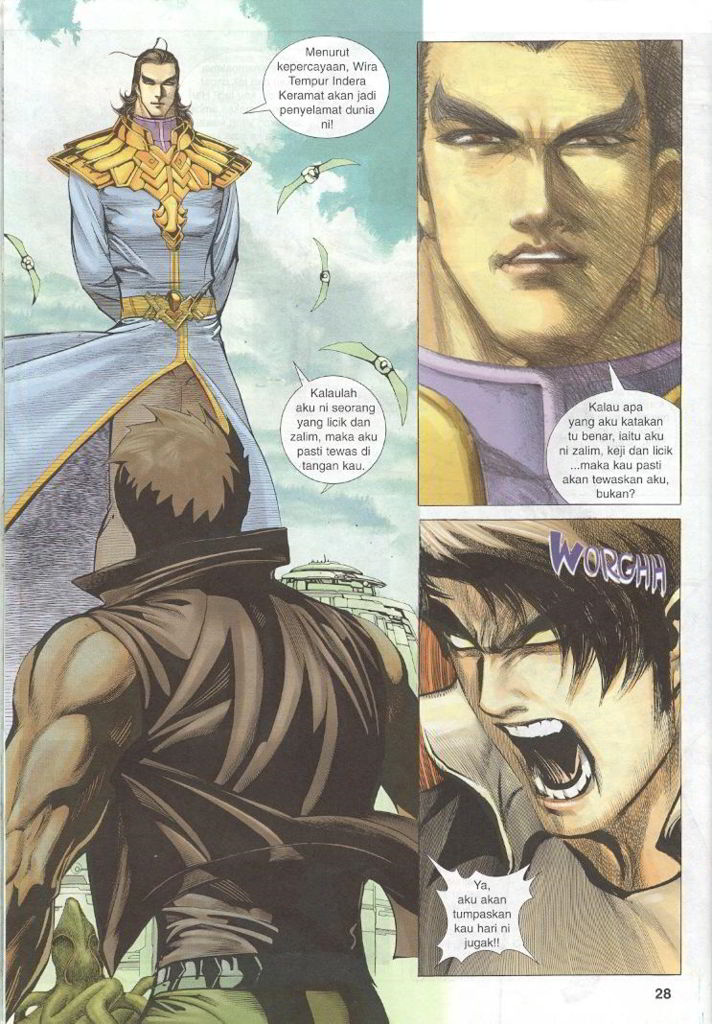 Menurut
kepercayaan, Wira
Tempur Indera
Keramat akan jadi
penyelamat dunia
ni!
Kalaulah
aku ni seorang
yang licik dan
zalim, maka aku
pasti tewas di
tangan kau.
Kalau apa
yang aku katakan
tu benar, iaitu aku
ni zalim, keji dan licik
...maka kau pasti
akan tewaskan aku,
bukan?
WORGHH
Ya,
aku akan
tumpaskan
kau hari ni
jugak!!
28